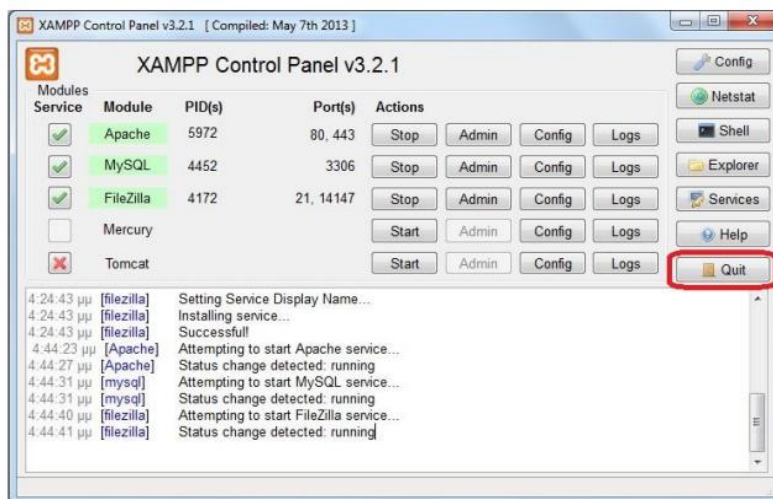 XAMPP Control Panel v3.2.1 [ Compiled: May 7th 2013 ]
XAMPP Control Panel v3.2.1
Config
Modules
Service Module PID(s) Port(s) Actions
Netstat
Apache 5972 80, 443 Stop Admin Config Logs
Shell
MySQL 4452 3306 Stop Admin Config Logs
Explorer
FileZilla 4172 21, 14147 Stop Admin Config Logs
Services
Mercury Start Admin Config Logs
Help
Tomcat Start Admin Config Logs
Quit
4:24:43 μμ [filezilla] Setting Service Display Name...
4:24:43 μμ [filezilla] Installing service...
4:24:43 μμ [filezilla] Successful!
4:44:23 μμ [Apache] Attempting to start Apache service...
4:44:27 μμ [Apache] Status change detected: running
4:44:31 μμ [mysql] Attempting to start MySQL service...
4:44:31 μμ [mysql] Status change detected: running
4:44:40 μμ [filezilla] Attempting to start FileZilla service...
4:44:41 μμ [filezilla] Status change detected: running